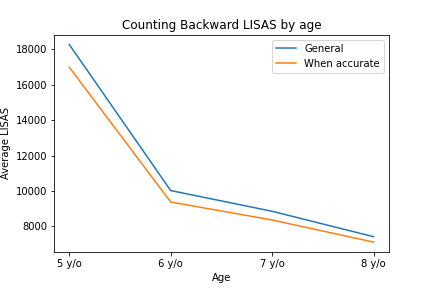 Counting Backward LISAS by age
General
When accurate
18000
16000
14000
12000
10000
8000
Average LISAS
5 y/o
6 y/o
7 y/o
8 y/o
Age